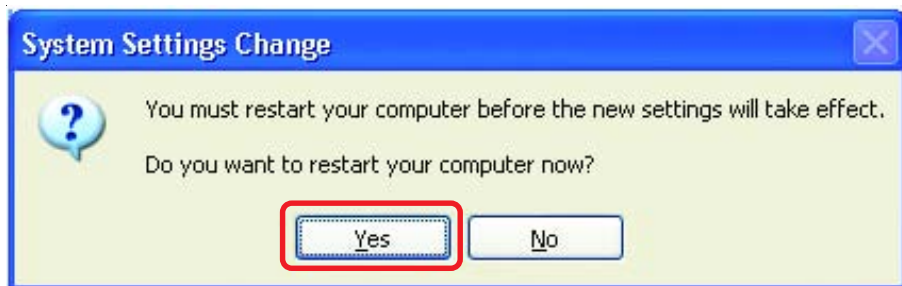 System Settings Change
You must restart your computer before the new settings will take effect.
Do you want to restart your computer now?
Yes No